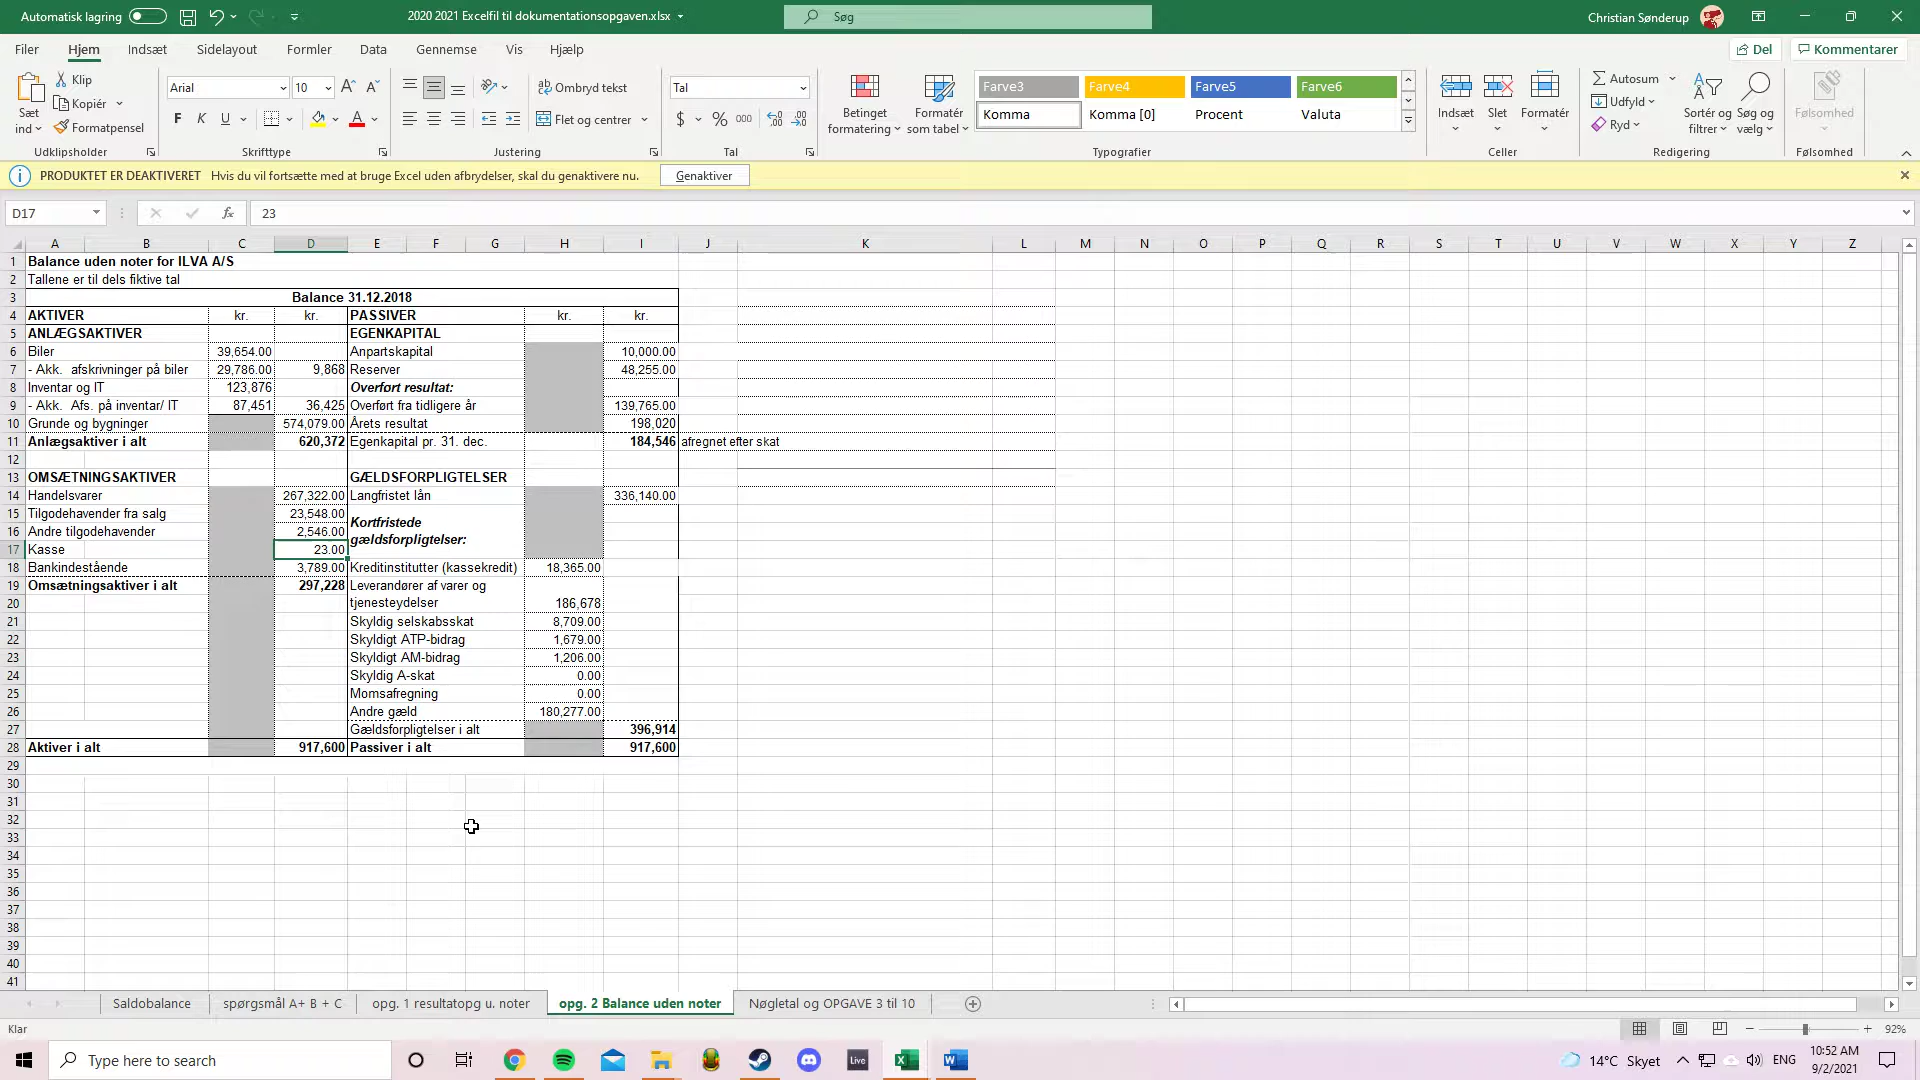 Automatisk lagring
2020 2021 Excelfil til dokumentationsopgaven.xlsx
Søg
Christian Sønderup
Filer Hjem Indsæt Sidelayout Formler Data Gennemse Vis Hjælp
Del Kommentarer
Sæt ind
Klip
Kopiér
Formatpensel
Udklipsholder
Arial 10
F K U
Skrifttype
Ombryd tekst
Flet og centrer
Justering
Tal
$ % 000
Tal
Betinget formatering
Formatér som tabel
Farve3 Farve4 Farve5 Farve6
Komma Komma [0] Procent Valuta
Typografier
Indsæt Slet Formatér
Celler
Autosum
Udfyld
Ryd
Sortér og filtrer
Søg og vælg
Redigering
Følsomhed
Følsomhed
PRODUKTET ER DEAKTIVERET Hvis du vil fortsætte med at bruge Excel uden afbrydelser, skal du genaktivere nu. Genaktiver
D17 fx 23
A B C D E F G H I J K L M N O P Q R S T U V W X Y Z
1 Balance uden noter for ILVA A/S
2 Tallene er til dels fiktive tal
3 Balance 31.12.2018
4 AKTIVER kr. kr. PASSIVER kr. kr.
5 ANLÆGSAKTIVER EGENKAPITAL
6 Biler 39,654.00 Anpartskapital 10,000.00
7 - Akk. afskrivninger på biler 29,786.00 9,868 Reserver 48,255.00
8 Inventar og IT 123,876 Overført resultat:
9 - Akk. Afs. på inventar/ IT 87,451 36,425 Overført fra tidligere år 139,765.00
10 Grunde og bygninger 574,079.00 Årets resultat 198,020
11 Anlægsaktiver i alt 620,372 Egenkapital pr. 31. dec. 184,546 afregnet efter skat
12
13 OMSÆTNINGSAKTIVER GÆLDSFORPLIGTELSER
14 Handelsvarer 267,322.00 Langfristet lån 336,140.00
15 Tilgodehavender fra salg 23,548.00
16 Andre tilgodehavender 2,546.00 Kortfristede
17 Kasse 23.00 gældsforpligtelser:
18 Bankindestående 3,789.00 Kreditinstitutter (kassekredit) 18,365.00
19 Omsætningsaktiver i alt 297,228 Leverandører af varer og
20 tjenesteydelser 186,678
21 Skyldig selskabsskat 8,709.00
22 Skyldigt ATP-bidrag 1,679.00
23 Skyldigt AM-bidrag 1,206.00
24 Skyldig A-skat 0.00
25 Momsafregning 0.00
26 Andre gæld 180,277.00
27 Gældsforpligtelser i alt 396,914
28 Aktiver i alt 917,600 Passiver i alt 917,600
29
30
31
32
33
34
35
36
37
38
39
40
41
Saldobalance spørgsmål A+ B + C opg. 1 resultatopg u. noter opg. 2 Balance uden noter Nøgletal og OPGAVE 3 til 10
Klar
92%
Type here to search
Live
14°C Skyet
ENG
10:52 AM
9/2/2021